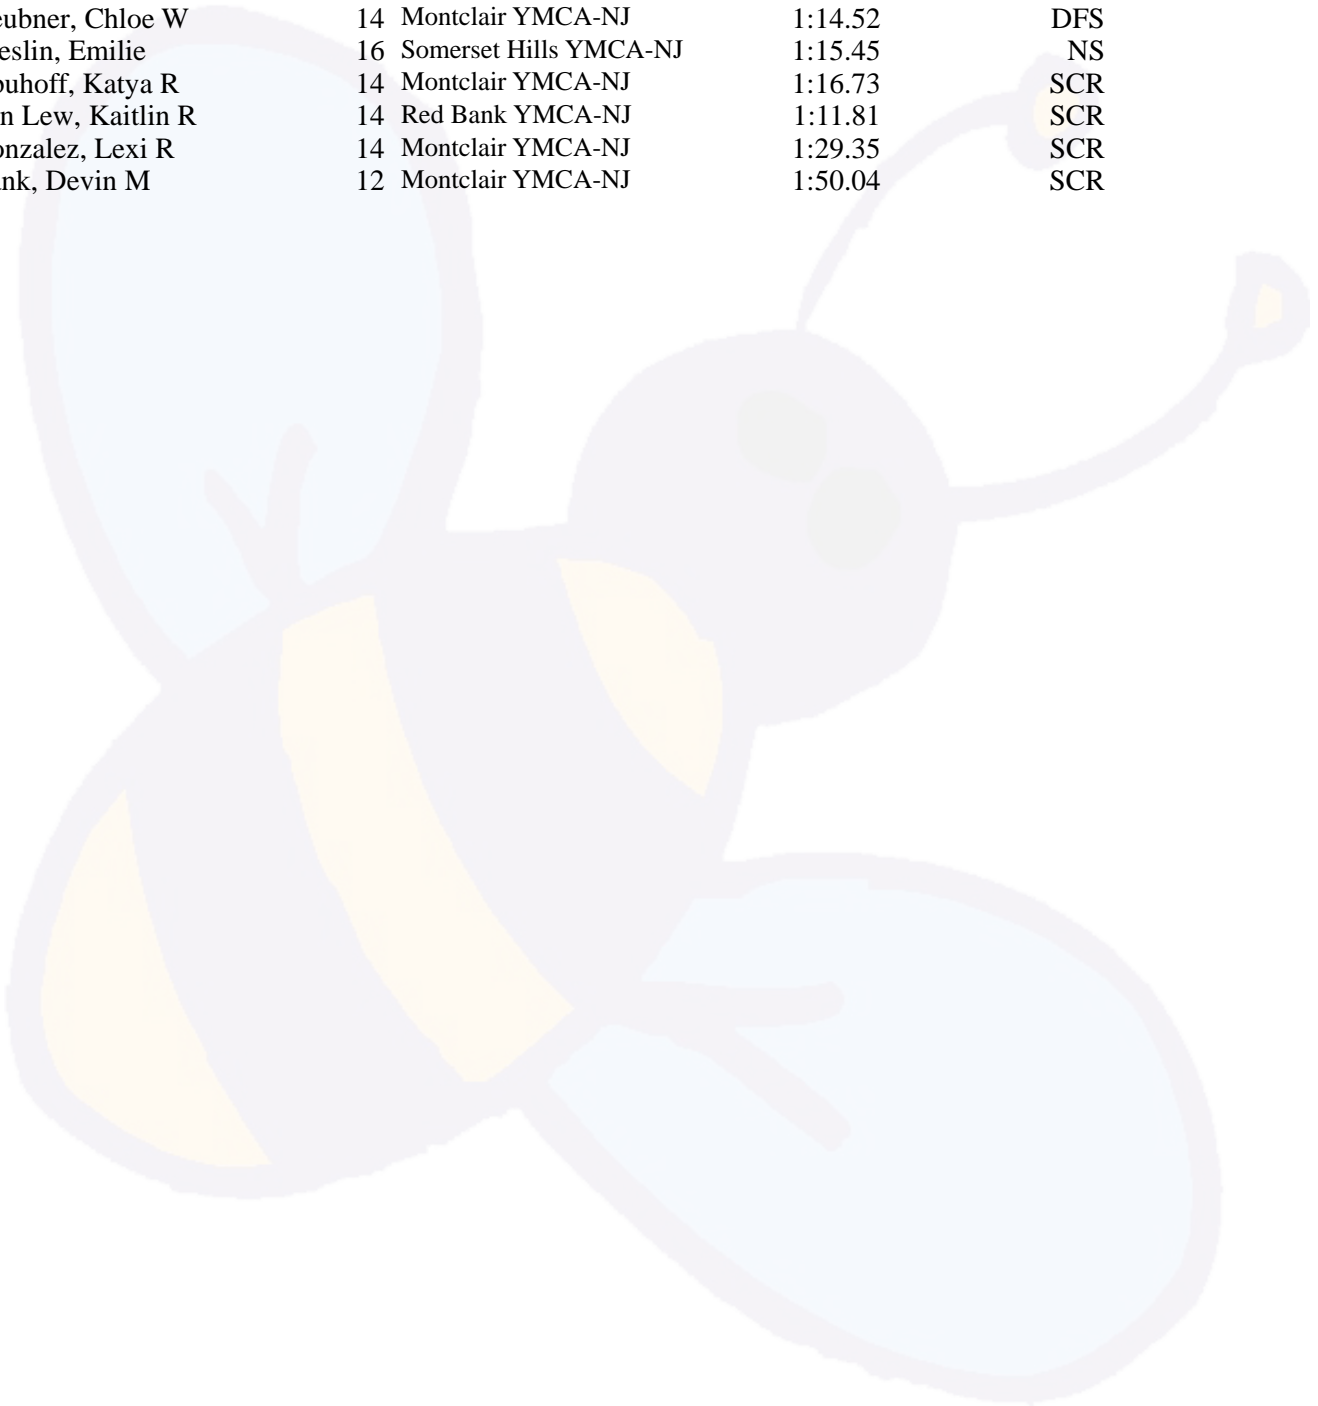 eubner, Chloe W 14 Montclair YMCA-NJ 1:14.52 DFS
eslin, Emilie 16 Somerset Hills YMCA-NJ 1:15.45 NS
ouhoff, Katya R 14 Montclair YMCA-NJ 1:16.73 SCR
n Lew, Kaitlin R 14 Red Bank YMCA-NJ 1:11.81 SCR
onzalez, Lexi R 14 Montclair YMCA-NJ 1:29.35 SCR
nk, Devin M 12 Montclair YMCA-NJ 1:50.04 SCR